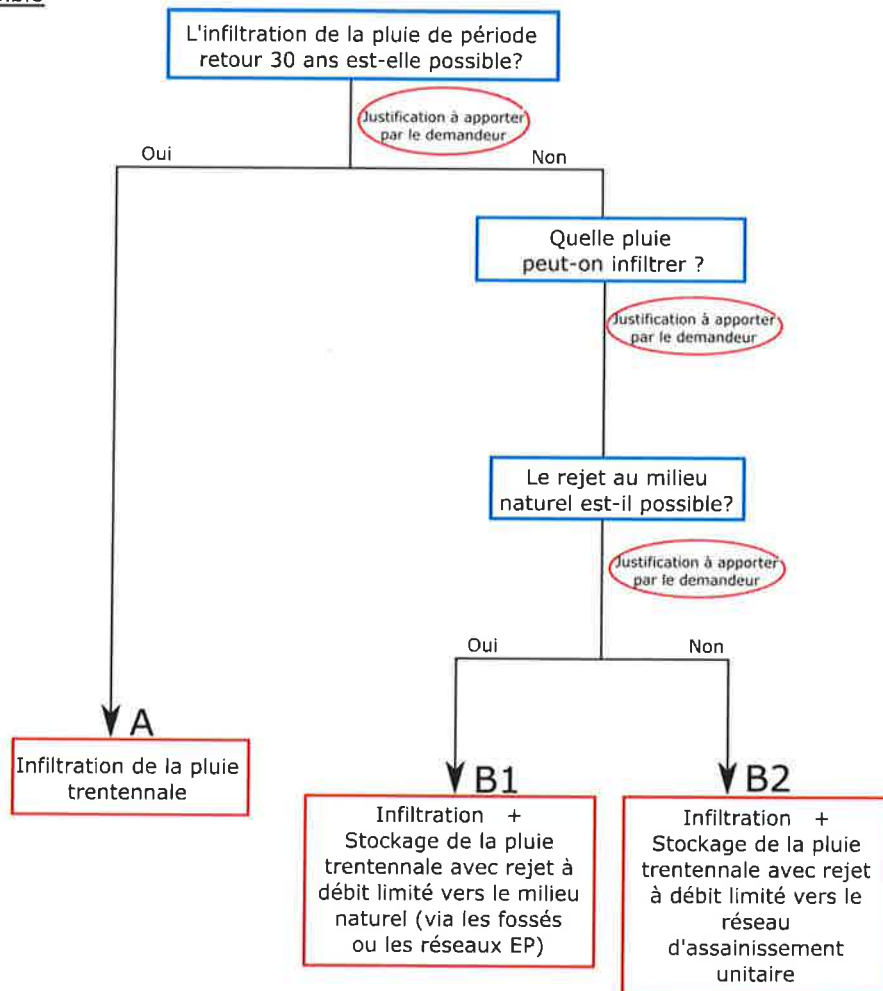 L'infiltration de la pluie de période
retour 30 ans est-elle possible?
Justification à apporter
par le demandeur
Oui
Non
Quelle pluie
peut-on infiltrer ?
Justification à apporter
par le demandeur
Le rejet au milieu
naturel est-il possible?
Justification à apporter
par le demandeur
Oui
Non
A
Infiltration de la pluie
trentennale
B1
Infiltration +
Stockage de la pluie
trentennale avec rejet à
débit limité vers le milieu
naturel (via les fossés
ou les réseaux EP)
B2
Infiltration +
Stockage de la pluie
trentennale avec rejet
à débit limité vers le
réseau
d'assainissement
unitaire